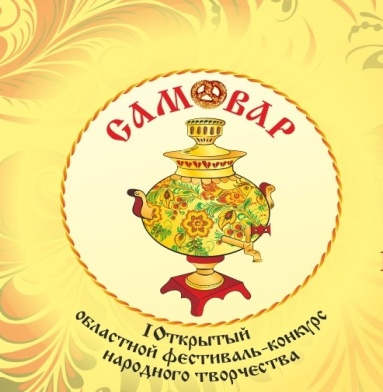 САМОВАР
I Открытый
областной фестиваль-конкурс
народного творчества